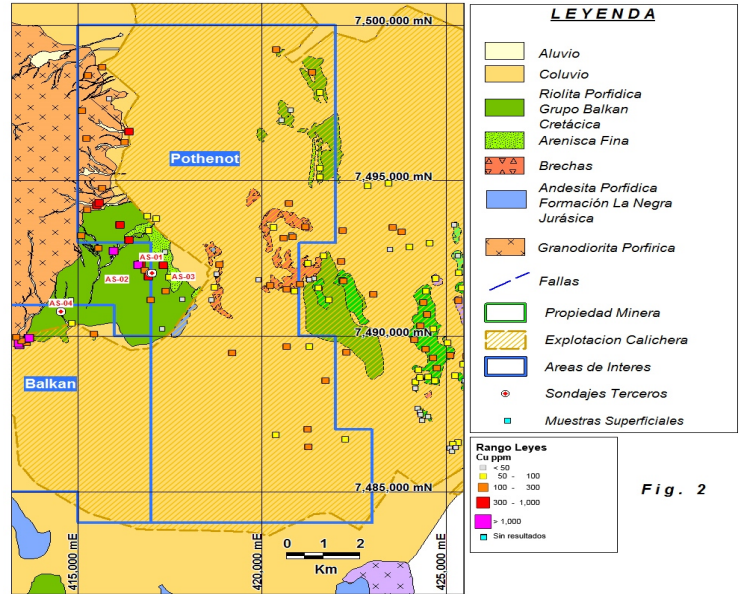 7,500,000 mN
Pothenot
7,495,000 mN
AS-01
AS-02
AS-03
AS-04
7,490,000 mN
Balkan
7,485,000 mN
415,000 mE
420,000 mE
425,000 mE
0 1 2
Km
LEYENDA
Aluvio
Coluvio
Riolita Porfidica
Grupo Balkan
Cretácica
Arenisca Fina
Brechas
Andesita Porfidica
Formación La Negra
Jurásica
Granodiorita Porfirica
Fallas
Propiedad Minera
Explotacion Calichera
Areas de Interes
Sondajes Terceros
Muestras Superficiales
Rango Leyes
Cu ppm
< 50
50 - 100
100 - 300
300 - 1,000
> 1,000
Sin resultados
Fig. 2